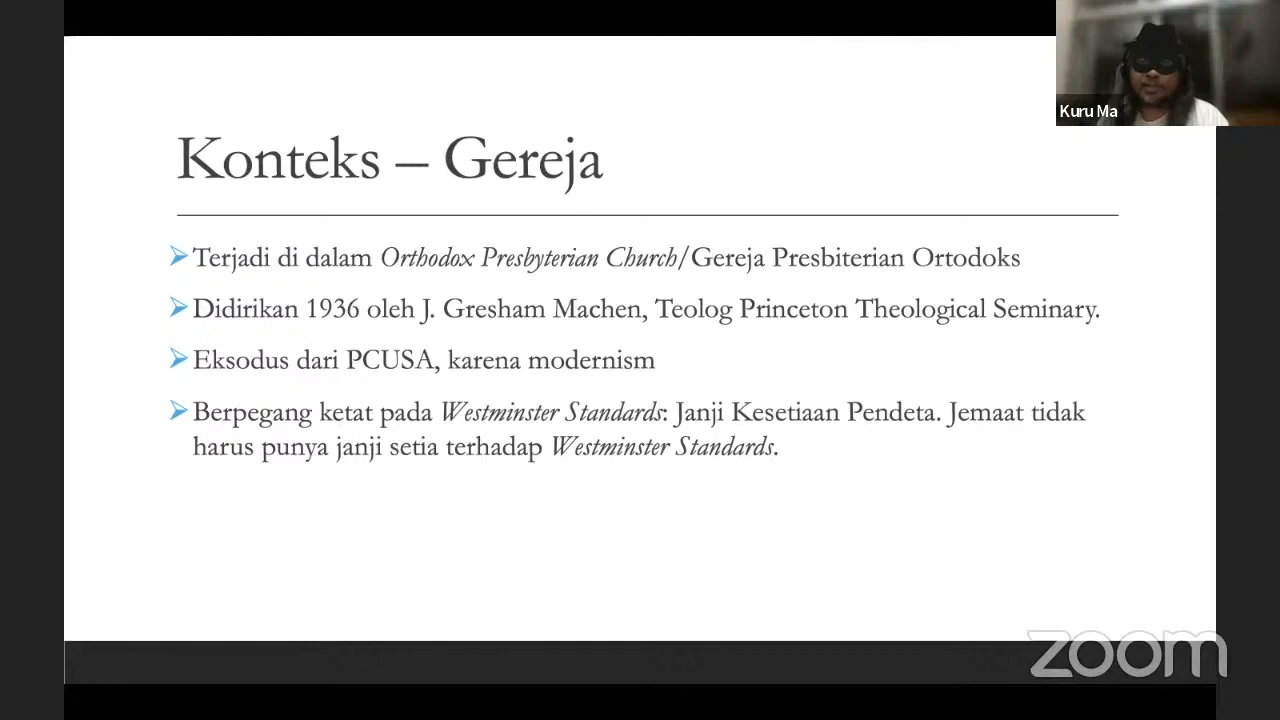 Kuru Ma
Konteks – Gereja
➢Terjadi di dalam Orthodox Presbyterian Church/Gereja Presbiterian Ortodoks
➢Didirikan 1936 oleh J. Gresham Machen, Teolog Princeton Theological Seminary.
➢Eksodus dari PCUSA, karena modernism
➢Berpegang ketat pada Westminster Standards: Janji Kesetiaan Pendeta. Jemaat tidak
harus punya janji setia terhadap Westminster Standards.
zoom